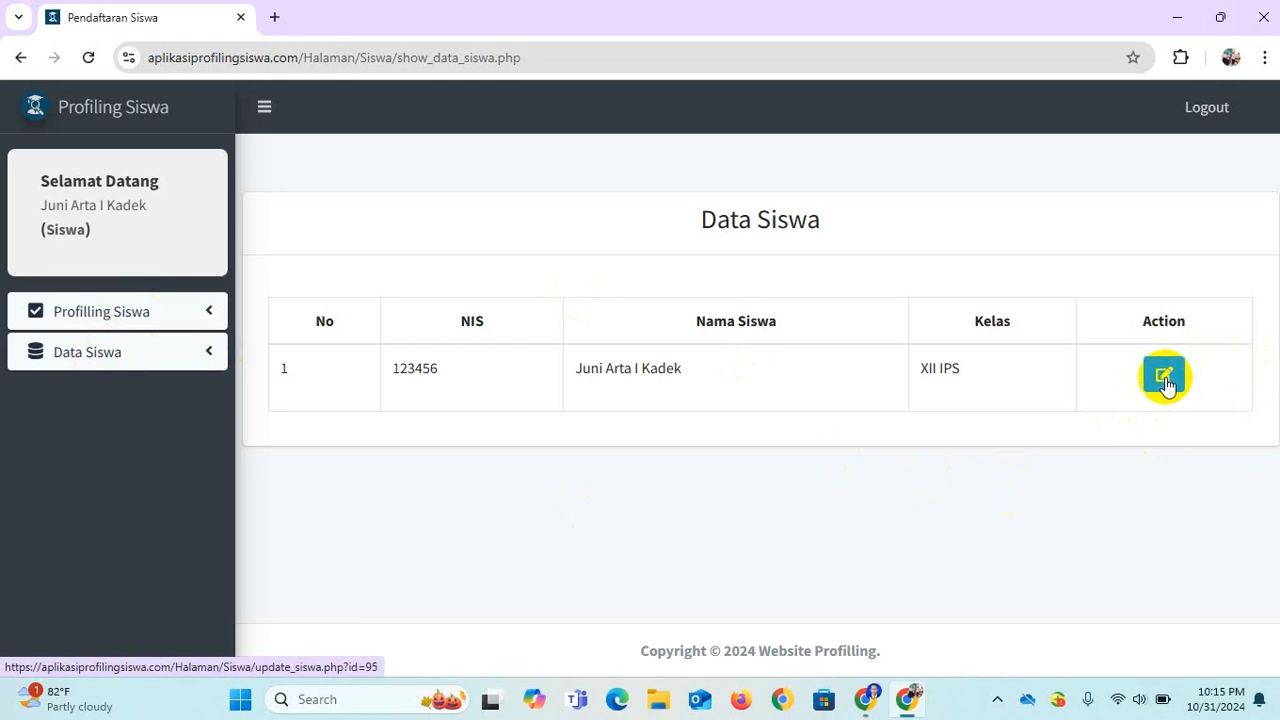 Pendaftaran Siswa
aplikasiprofilingsiswa.com/Halaman/Siswa/show_data_siswa.php
Profiling Siswa
Logout
Selamat Datang
Juni Arta I Kadek
(Siswa)
Profilling Siswa
Data Siswa
Data Siswa
No NIS Nama Siswa Kelas Action
1 123456 Juni Arta I Kadek XII IPS
Copyright © 2024 Website Profilling.
https://aplikasiprofilingsiswa.com/Halaman/Siswa/update_siswa.php?id=95
1
82°F
Partly cloudy
Search
10:15 PM
10/31/2024